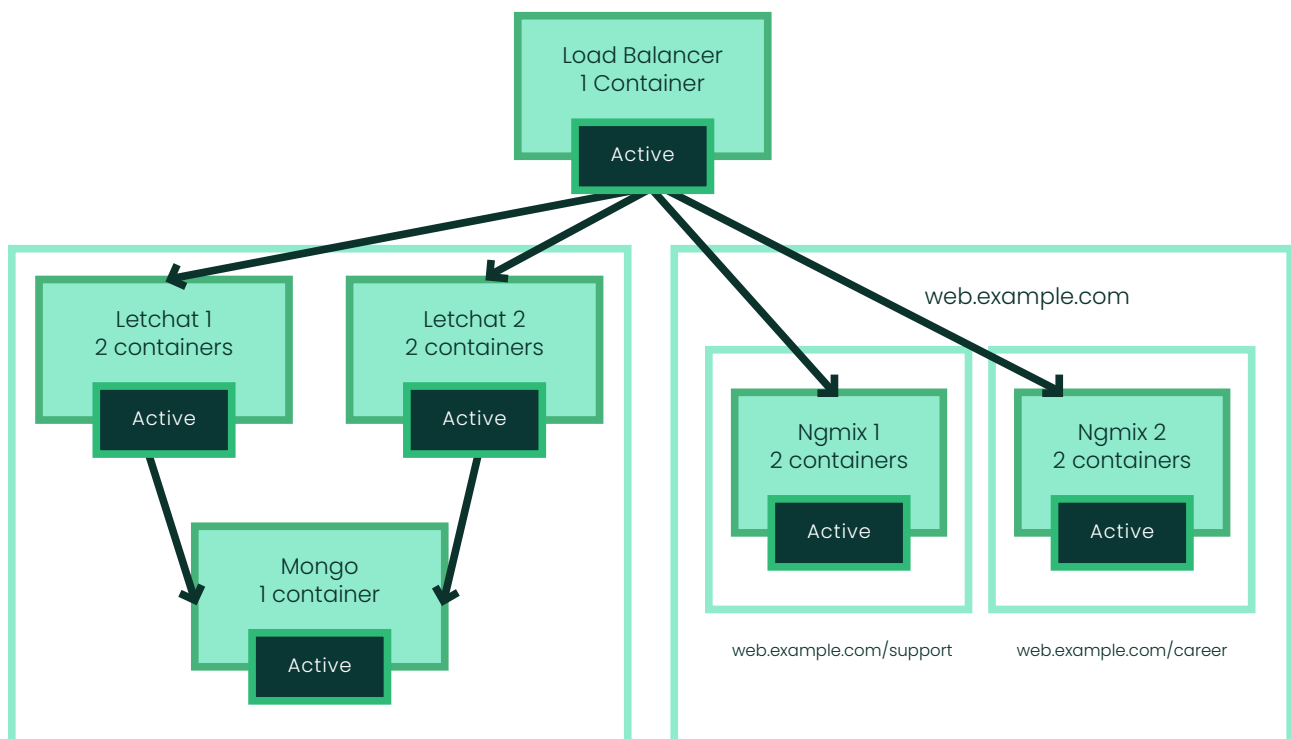 Load Balancer
1 Container
Active
web.example.com
Letchat 1
2 containers
Active
Letchat 2
2 containers
Active
Ngmix 1
2 containers
Active
Ngmix 2
2 containers
Active
Mongo
1 container
Active
web.example.com/support
web.example.com/career